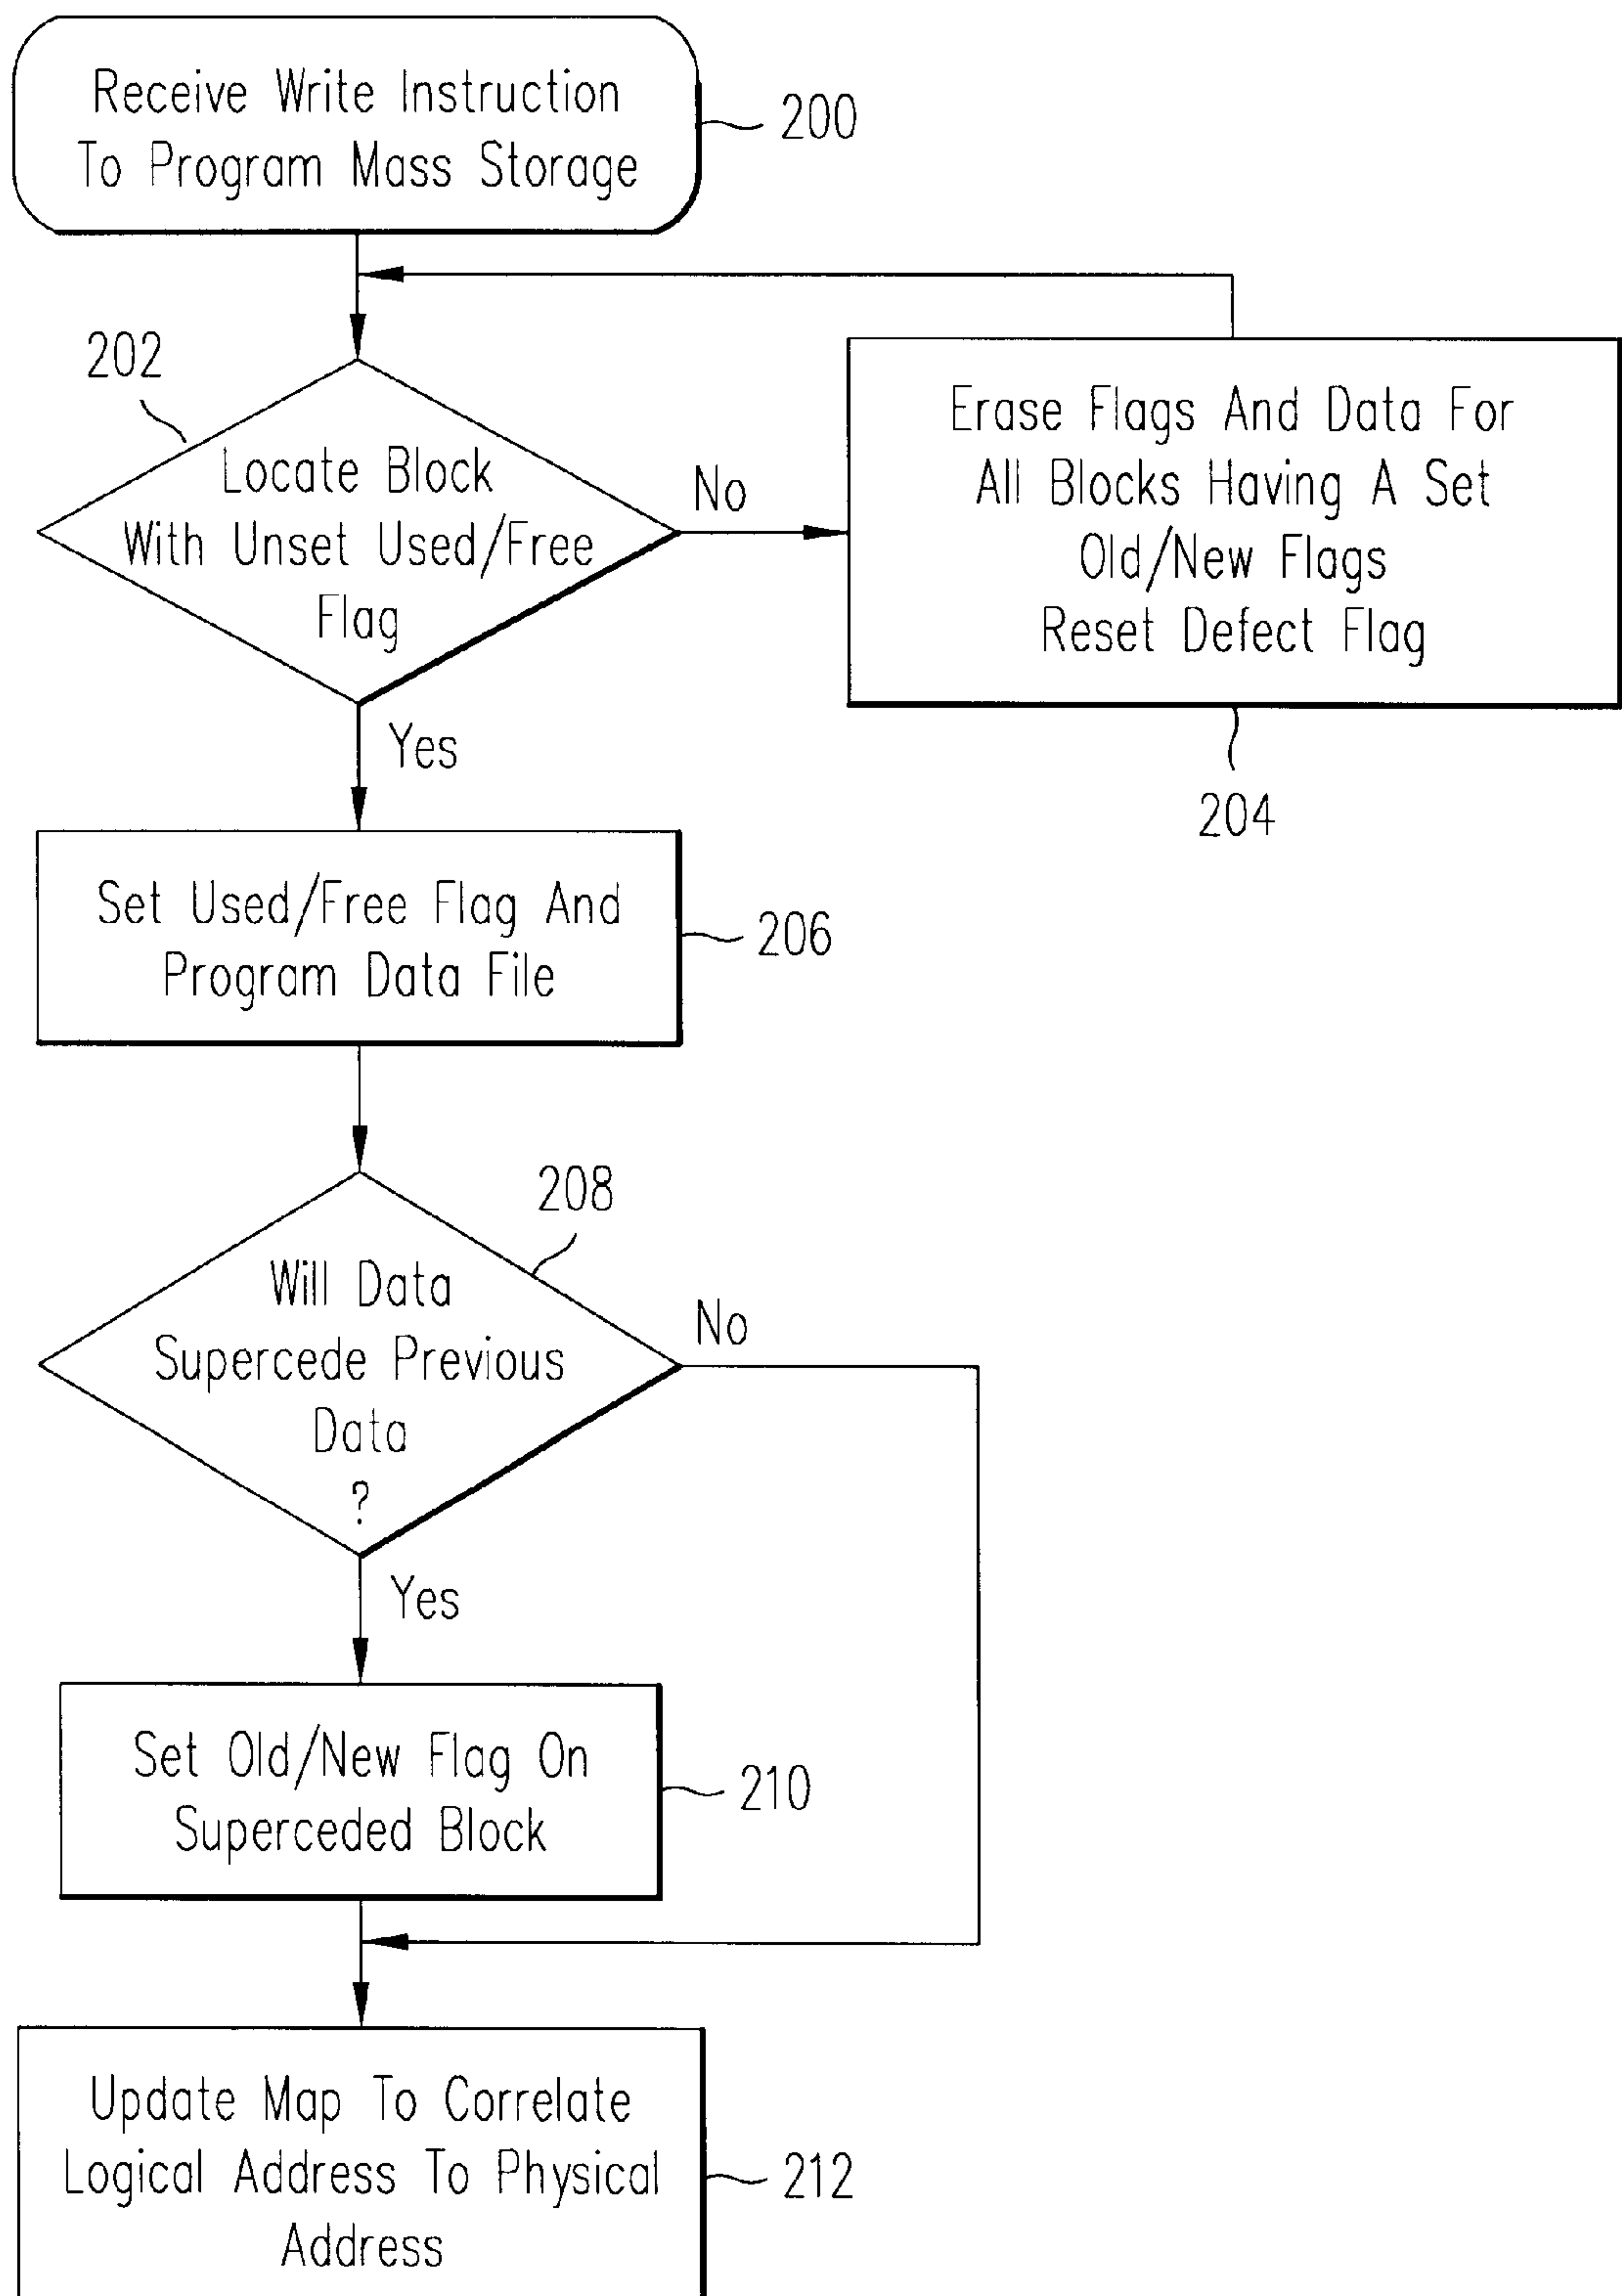 Receive Write Instruction
To Program Mass Storage
200
202
Locate Block
With Unset Used/Free
Flag
No
Erase Flags And Data For
All Blocks Having A Set
Old/New Flags
Reset Defect Flag
204
Yes
Set Used/Free Flag And
Program Data File
206
208
Will Data
Supercede Previous
Data
?
No
Yes
Set Old/New Flag On
Superceded Block
210
Update Map To Correlate
Logical Address To Physical
Address
212